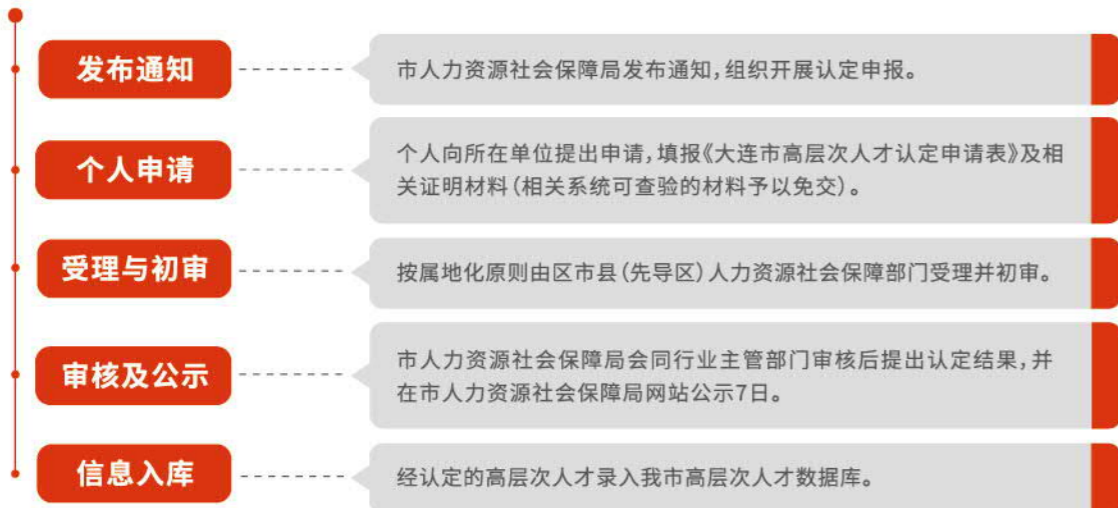 发布通知
市人力资源社会保障局发布通知,组织开展认定申报。
个人申请
个人向所在单位提出申请,填报《大连市高层次人才认定申请表》及相
关证明材料(相关系统可查验的材料予以免交)。
受理与初审
按属地化原则由区市县(先导区)人力资源社会保障部门受理并初审。
审核及公示
市人力资源社会保障局会同行业主管部门审核后提出认定结果,并
在市人力资源社会保障局网站公示7日。
信息入库
经认定的高层次人才录入我市高层次人才数据库。